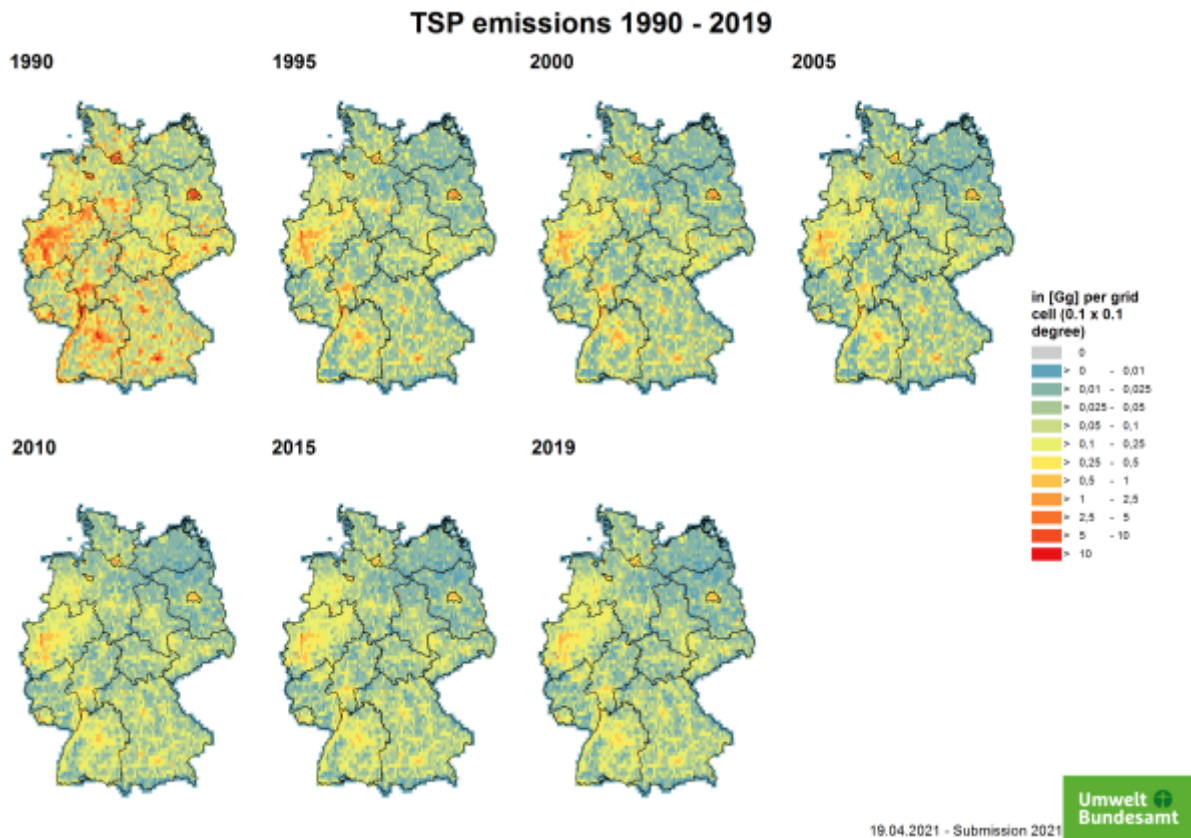 TSP emissions 1990 - 2019
1990
1995
2000
2005
in [Gg] per grid
cell (0.1 x 0.1
degree)
0
> 0 - 0,01
> 0,01 - 0,025
> 0,025 - 0,05
> 0,05 - 0,1
> 0,1 - 0,25
> 0,25 - 0,5
> 0,5 - 1
> 1 - 2,5
> 2,5 - 5
> 5 - 10
> 10
2010
2015
2019
Umwelt
Bundesamt
19.04.2021 - Submission 2021